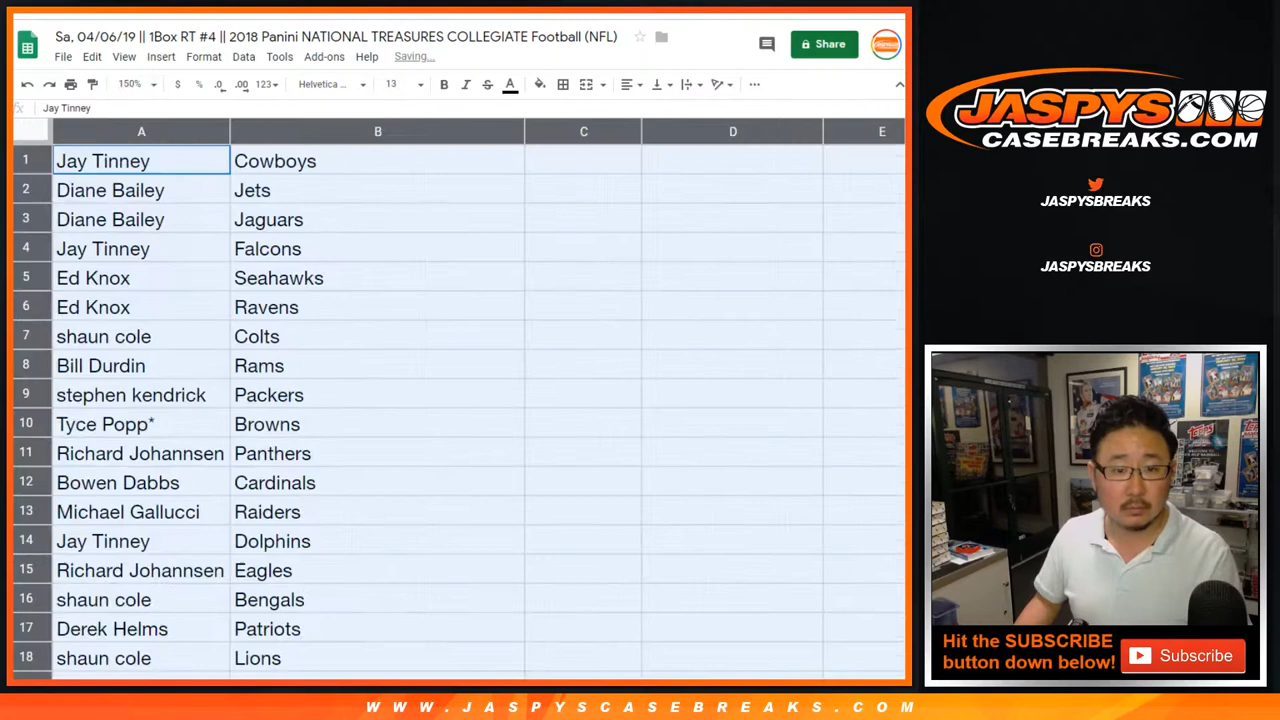 Sa, 04/06/19 || 1Box RT #4 || 2018 Panini NATIONAL TREASURES COLLEGIATE Football (NFL)
File Edit View Insert Format Data Tools Add-ons Help Saving...
Share
150% $ % .0 .00 123 Helvetica ... 13 B I S A
fx Jay Tinney
A B C D E
1 Jay Tinney Cowboys
2 Diane Bailey Jets
3 Diane Bailey Jaguars
4 Jay Tinney Falcons
5 Ed Knox Seahawks
6 Ed Knox Ravens
7 shaun cole Colts
8 Bill Durdin Rams
9 stephen kendrick Packers
10 Tyce Popp* Browns
11 Richard Johannsen Panthers
12 Bowen Dabbs Cardinals
13 Michael Gallucci Raiders
14 Jay Tinney Dolphins
15 Richard Johannsen Eagles
16 shaun cole Bengals
17 Derek Helms Patriots
18 shaun cole Lions
JASPYS
CASEBREAKS.COM
JASPYSBREAKS
JASPYSBREAKS
Hit the SUBSCRIBE
button down below!
Subscribe
WWW.JASPYSCASEBREAKS.COM